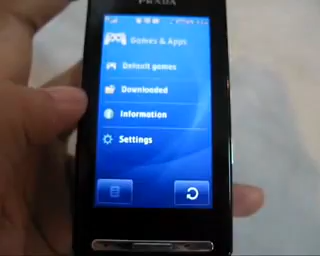 PRADA
Games & Apps
Default games
Downloaded
Information
Settings